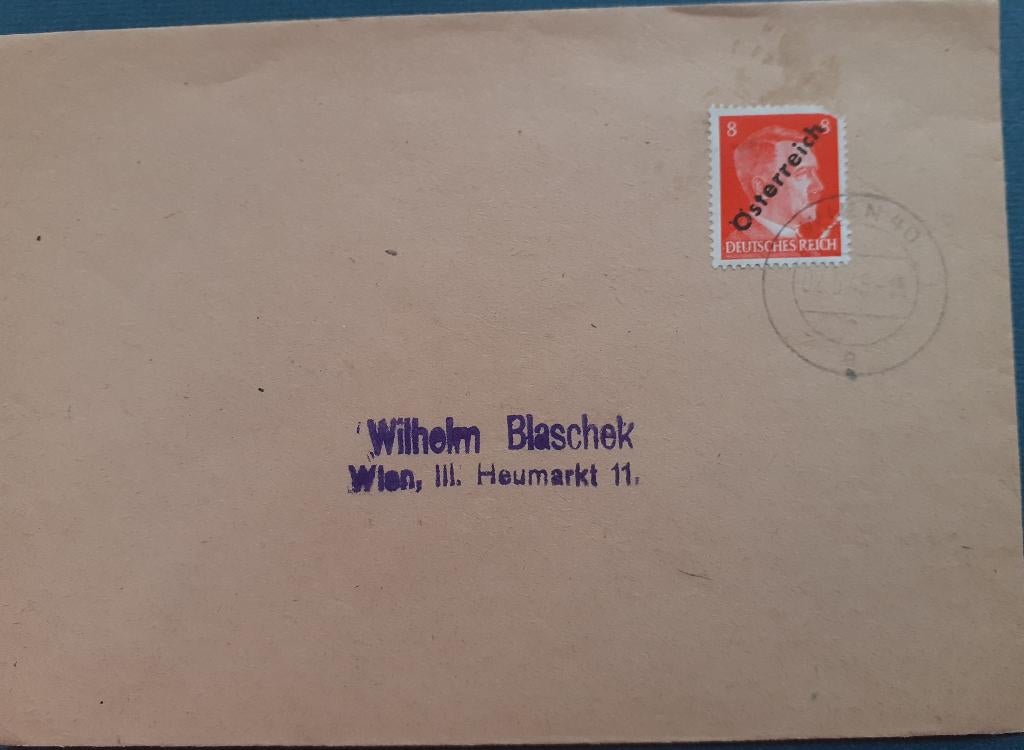 8 8
Österreich
DEUTSCHES REICH
Wilhelm Blaschek
Wien, III. Heumarkt 11.